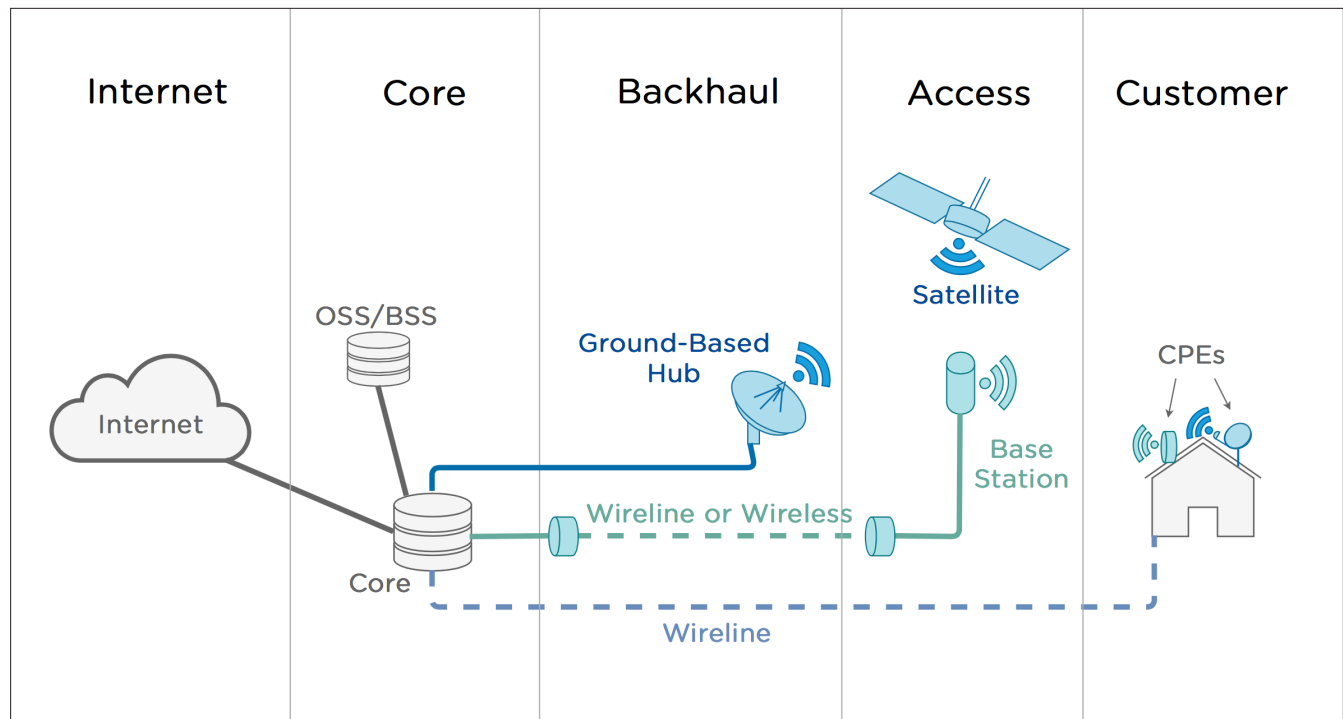 Internet
Core
Backhaul
Access
Customer
Satellite
OSS/BSS
Ground-Based
Hub
CPEs
Internet
Base
Station
Wireline or Wireless
Core
Wireline